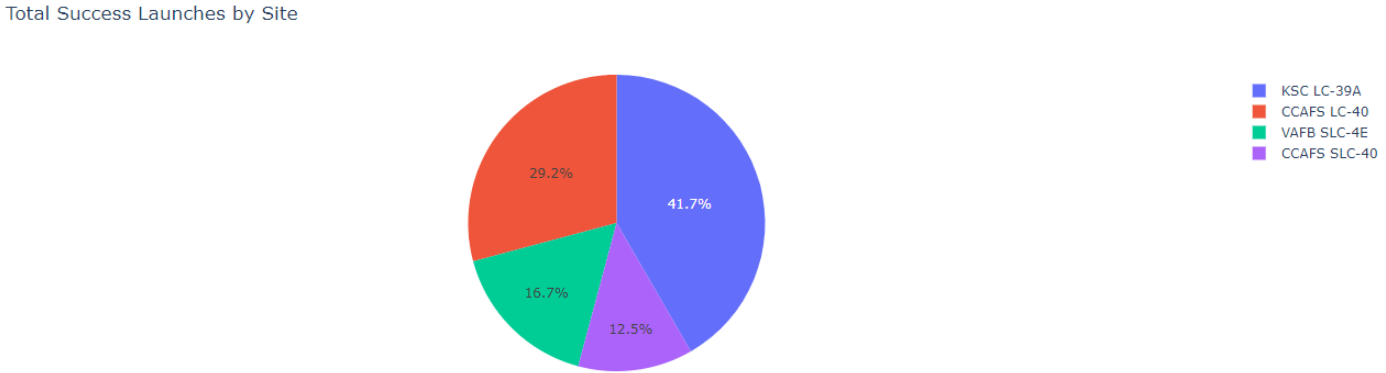 Total Success Launches by Site
KSC LC-39A
CCAFS LC-40
VAFB SLC-4E
CCAFS SLC-40
29.2%
41.7%
16.7%
12.5%